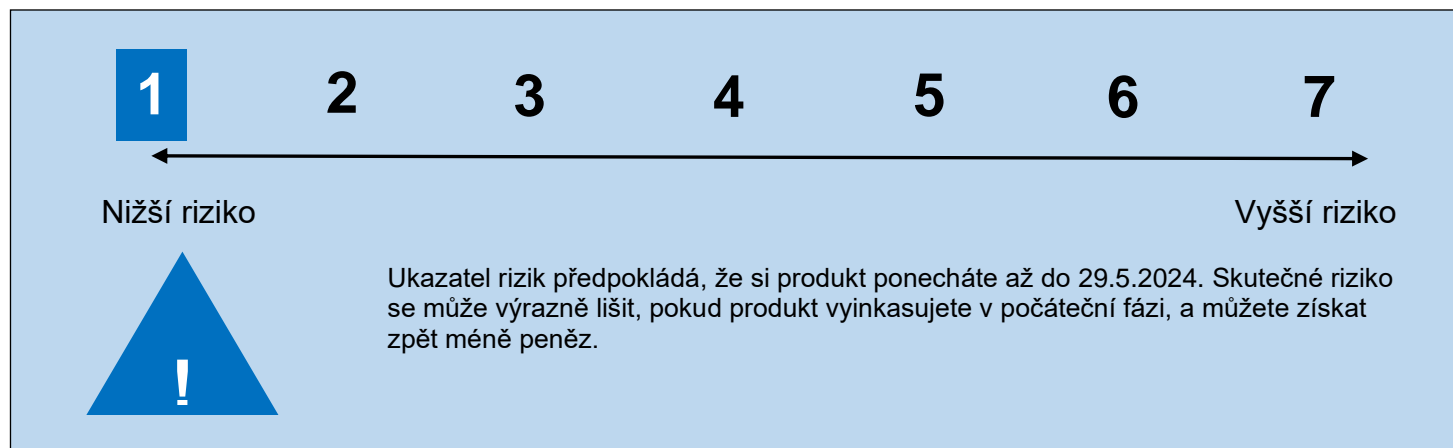 1 2 3 4 5 6 7
Nižší riziko Vyšší riziko
Ukazatel rizik předpokládá, že si produkt ponecháte až do 29.5.2024. Skutečné riziko
se může výrazně lišit, pokud produkt vyinkasujete v počáteční fázi, a můžete získat
zpět méně peněz.
!